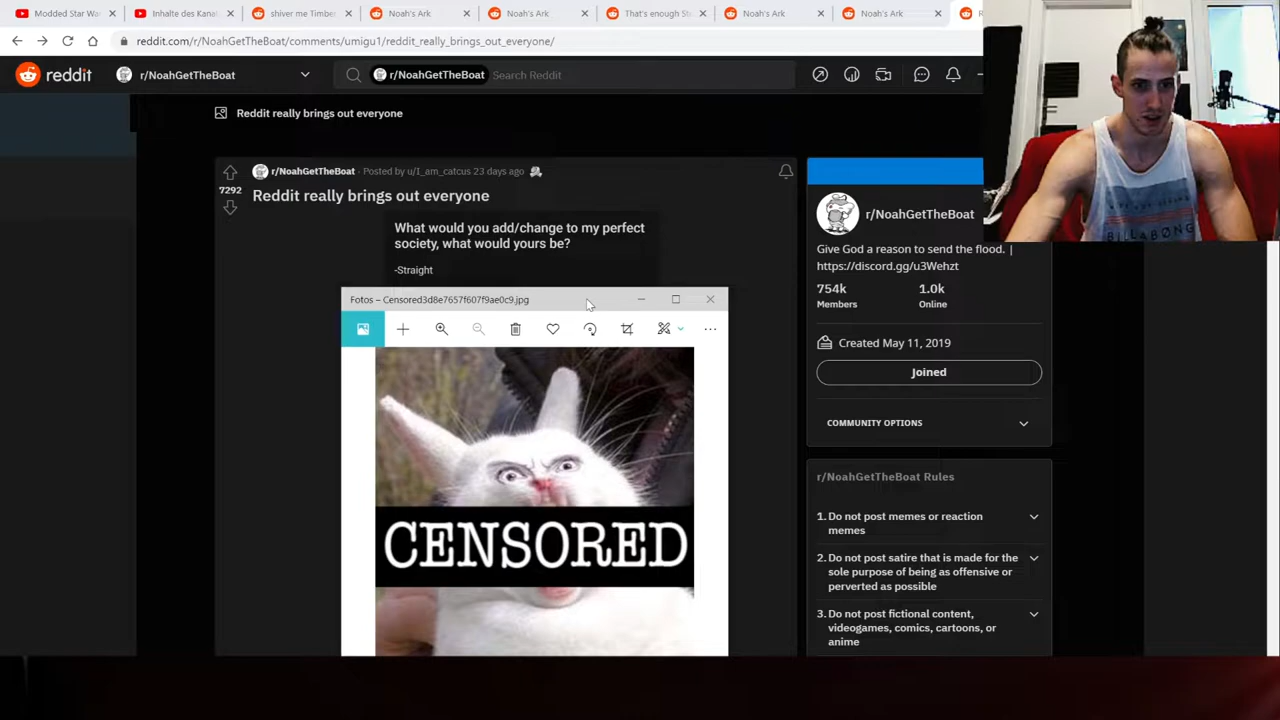 Modded Star Wa
Inhalte des Kana
shiver me Timber
Noah's Ark
Noah's Ark
That's enough St
Noah's Ark
Noah's Ark
reddit.com/r/NoahGetTheBoat/comments/umigu1/reddit_really_brings_out_everyone/
reddit
r/NoahGetTheBoat
r/NoahGetTheBoat
Search Reddit
Reddit really brings out everyone
r/NoahGetTheBoat · Posted by u/I_am_catcus 23 days ago
7292
Reddit really brings out everyone
What would you add/change to my perfect
society, what would yours be?
-Straight
Fotos – Censored3d8e7657f607f9ae0c9.jpg
CENSORED
r/NoahGetTheBoat
Give God a reason to send the flood. |
https://discord.gg/u3Wehzt
754k
1.0k
Members
Online
Created May 11, 2019
Joined
COMMUNITY OPTIONS
r/NoahGetTheBoat Rules
1. Do not post memes or reaction
memes
2. Do not post satire that is made for the
sole purpose of being as offensive or
perverted as possible
3. Do not post fictional content,
videogames, comics, cartoons, or
anime
BILLABONG